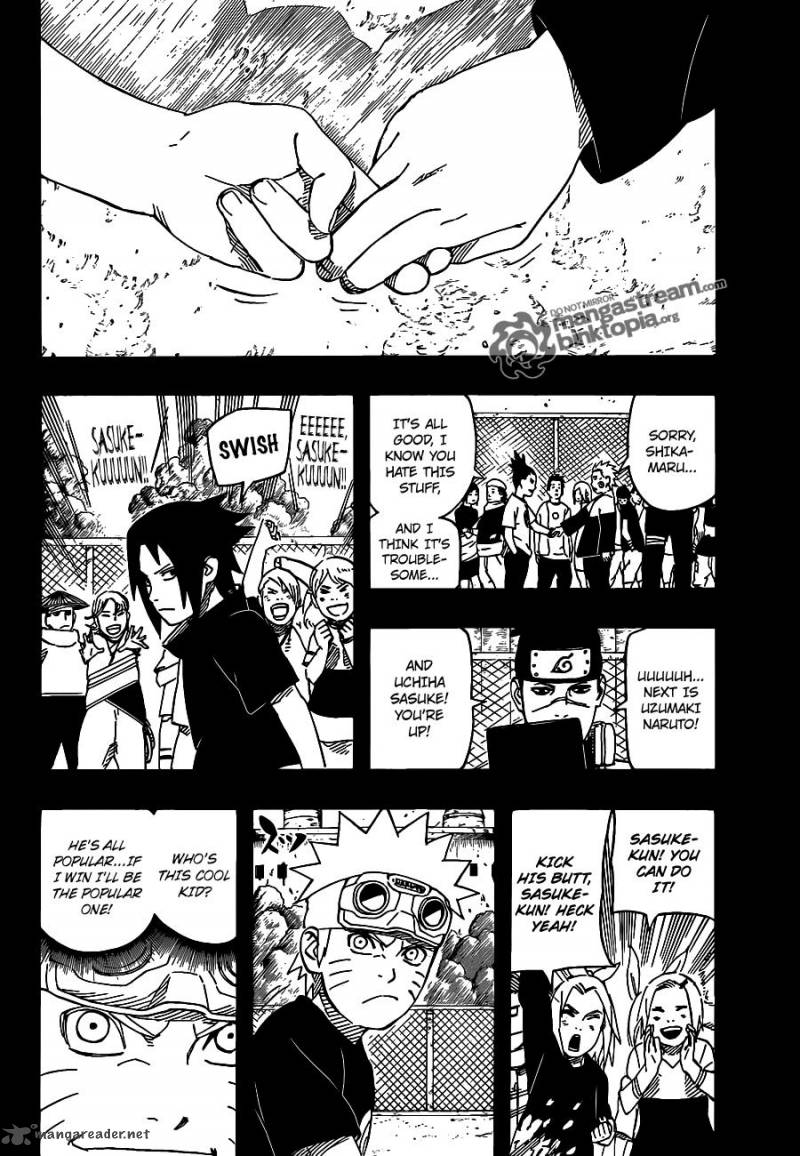 DO NOT MIRROR
mangastream.com
binktopia.org
SORRY,
SHIKA-
MARU...
IT'S ALL
GOOD, I
KNOW YOU
HATE THIS
STUFF,
AND I
THINK IT'S
TROUBLE-
SOME...
EEEEEE,
SASUKE-
KUUUUN!!
SWISH
SASUKE-
KUUUUN!!
UUUUUH...
NEXT IS
UZUMAKI
NARUTO!
AND
UCHIHA
SASUKE!
YOU'RE
UP!
SASUKE-
KUN! YOU
CAN DO
IT!
KICK
HIS BUTT,
SASUKE-
KUN! HECK
YEAH!
WHO'S
THIS COOL
KID?
HE'S ALL
POPULAR...IF
I WIN I'LL BE
THE POPULAR
ONE!
mangareader.net